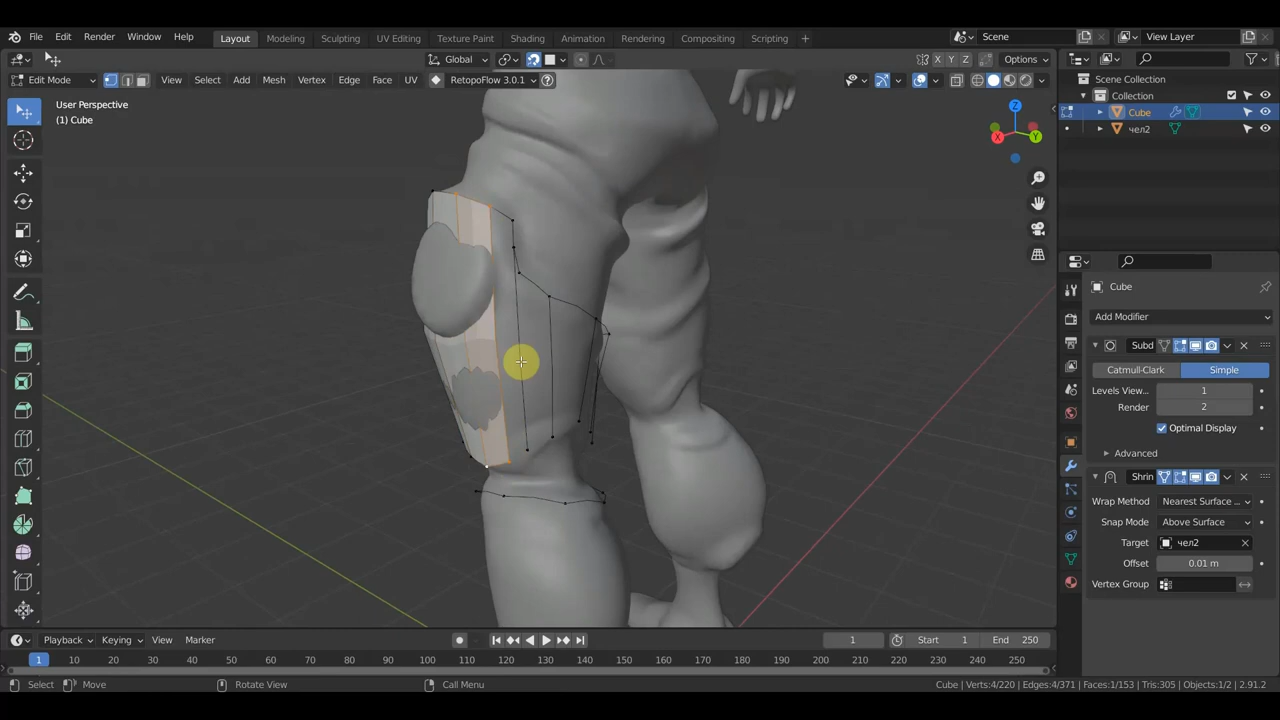 File Edit Render Window Help Layout Modeling Sculpting UV Editing Texture Paint Shading Animation Rendering Compositing Scripting + Scene View Layer
Global X Y Z Options
Edit Mode View Select Add Mesh Vertex Edge Face UV RetopoFlow 3.0.1
User Perspective
(1) Cube
Z
X Y
Scene Collection
Collection
Cube
чел2
Cube
Add Modifier
Subd
Catmull-Clark Simple
Levels View... 1
Render 2
Optimal Display
Advanced
Shrin
Wrap Method Nearest Surface ...
Snap Mode Above Surface
Target чел2
Offset 0.01 m
Vertex Group
Playback Keying View Marker 1 Start 1 End 250
1 10 20 30 40 50 60 70 80 90 100 110 120 130 140 150 160 170 180 190 200 210 220 230 240 250
Select Move Rotate View Call Menu Cube | Verts:4/220 | Edges:4/371 | Faces:1/153 | Tris:305 | Objects:1/2 | 2.91.2